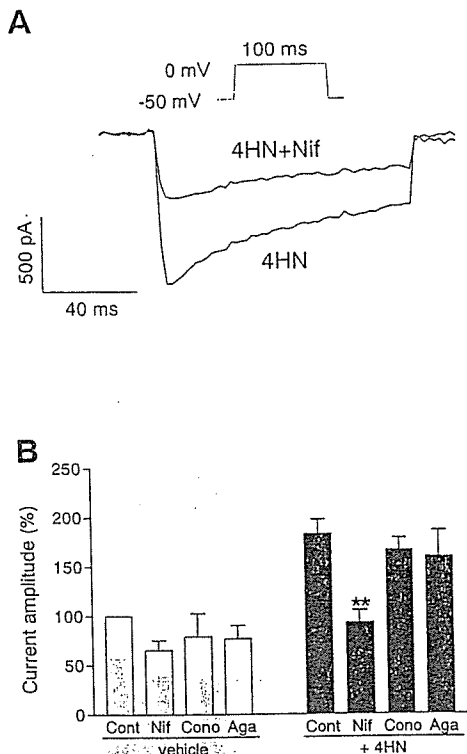 A
100 ms
0 mV
-50 mV
4HN+Nif
4HN
500 pA
40 ms
B
Current amplitude (%)
250
200
150
100
50
0
**
Cont Nif Cono Aga Cont Nif Cono Aga
vehicle + 4HN